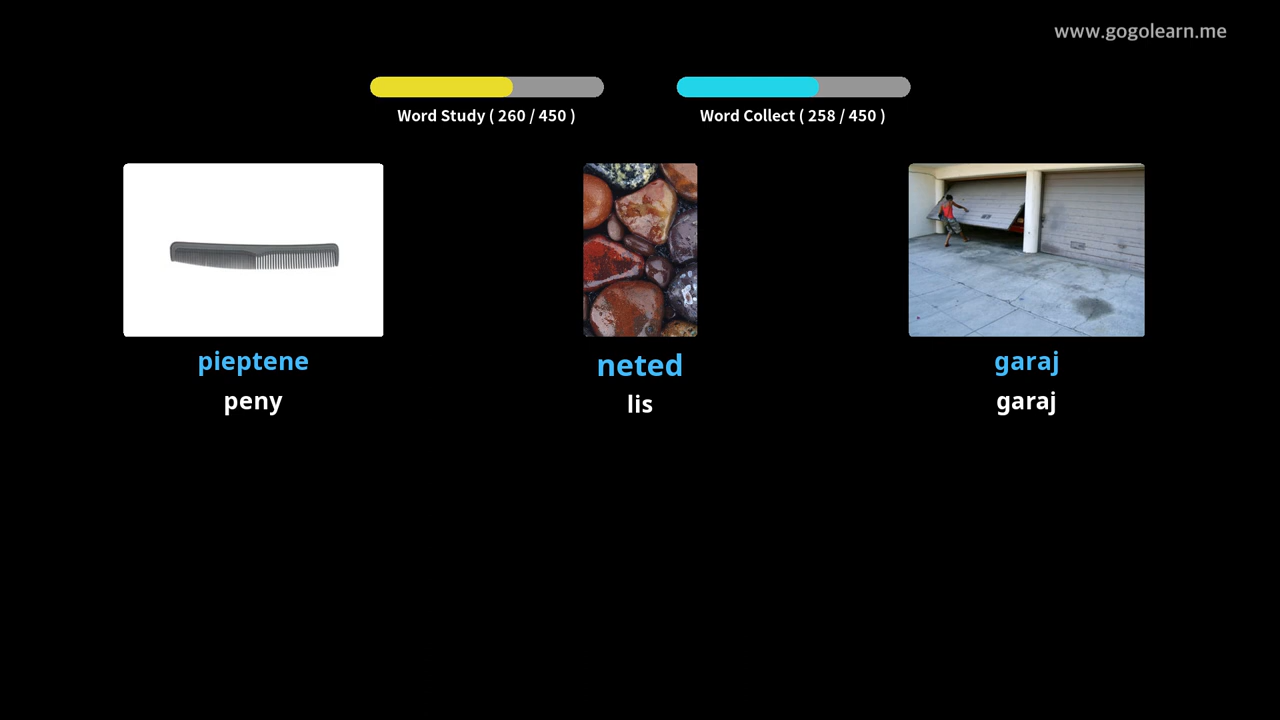 www.gogolearn.me
Word Study ( 260 / 450 )
Word Collect ( 258 / 450 )
pieptene
neted
garaj
peny
lis
garaj